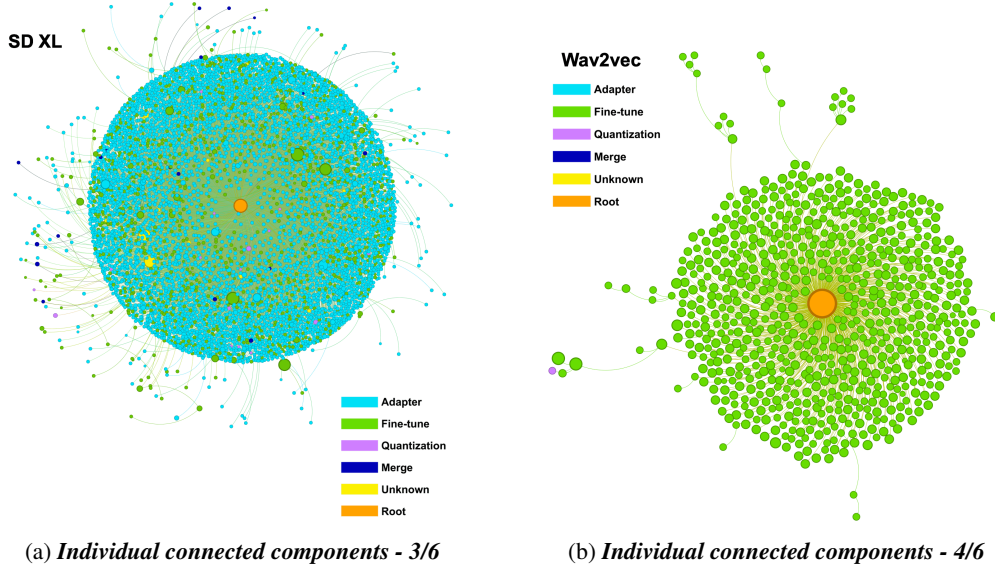 SD XL
Adapter
Fine-tune
Quantization
Merge
Unknown
Root
(a) Individual connected components - 3/6
Wav2vec
Adapter
Fine-tune
Quantization
Merge
Unknown
Root
(b) Individual connected components - 4/6